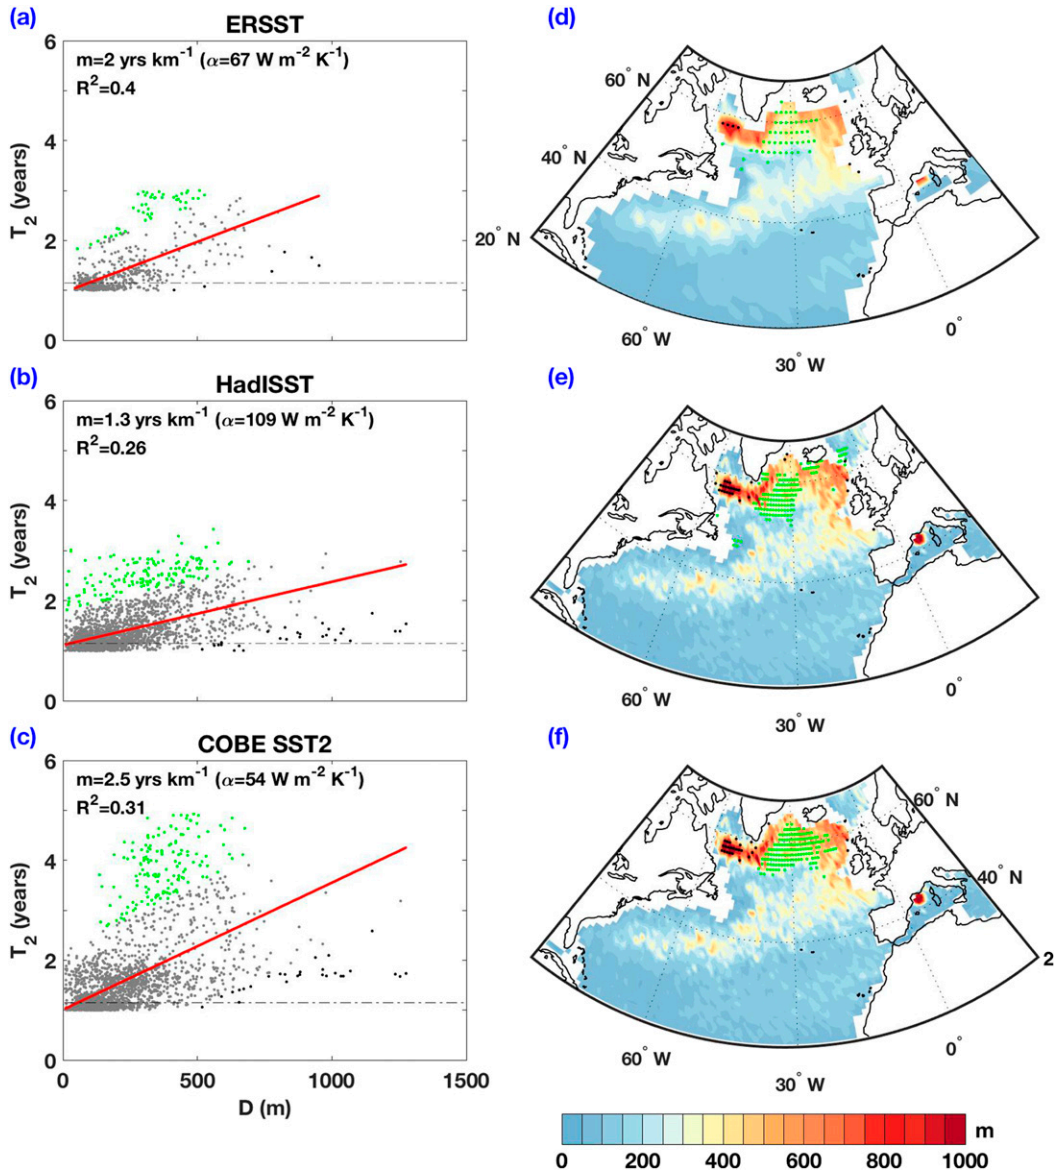 (a)
ERSST
6
m=2 yrs km⁻¹ (α=67 W m⁻² K⁻¹)
R²=0.4
4
T₂ (years)
2
0
(d)
60° N
40° N
20° N
60° W
30° W
0°
(b)
HadISST
6
m=1.3 yrs km⁻¹ (α=109 W m⁻² K⁻¹)
R²=0.26
4
T₂ (years)
2
0
(e)
60° W
30° W
0°
(c)
COBE SST2
6
m=2.5 yrs km⁻¹ (α=54 W m⁻² K⁻¹)
R²=0.31
4
T₂ (years)
2
0
0 500 1000 1500
D (m)
(f)
60° N
40° N
2
60° W
30° W
0°
m
0 200 400 600 800 1000